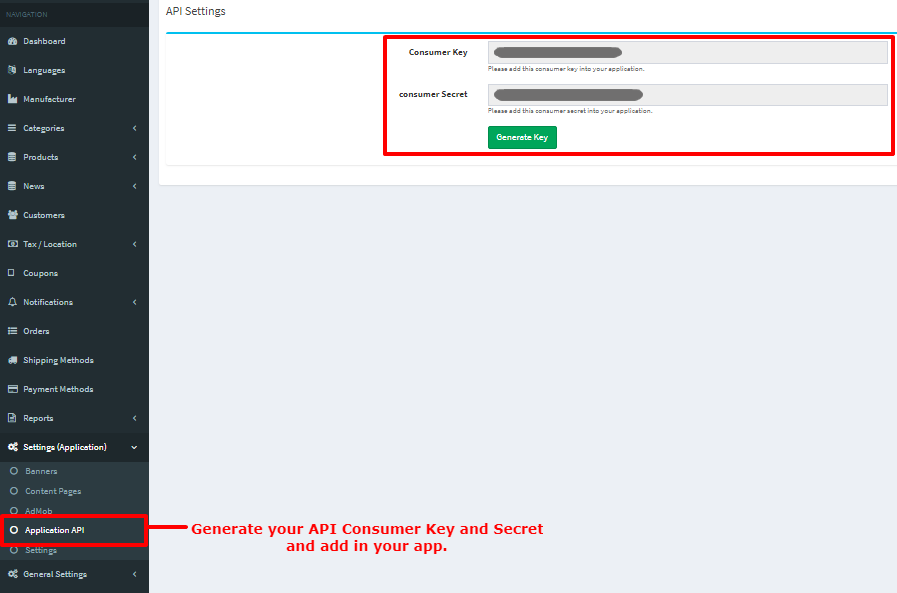 NAVIGATION
Dashboard
Languages
Manufacturer
Categories
Products
News
Customers
Tax / Location
Coupons
Notifications
Orders
Shipping Methods
Payment Methods
Reports
Settings (Application)
Banners
Content Pages
AdMob
Application API
Settings
General Settings
API Settings
Consumer Key
Please add this consumer key into your application.
consumer Secret
Please add this consumer secret into your application.
Generate Key
Generate your API Consumer Key and Secret
and add in your app.